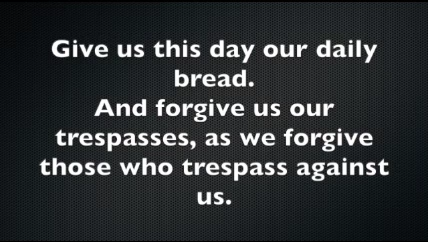 Give us this day our daily
bread.
And forgive us our
trespasses, as we forgive
those who trespass against
us.